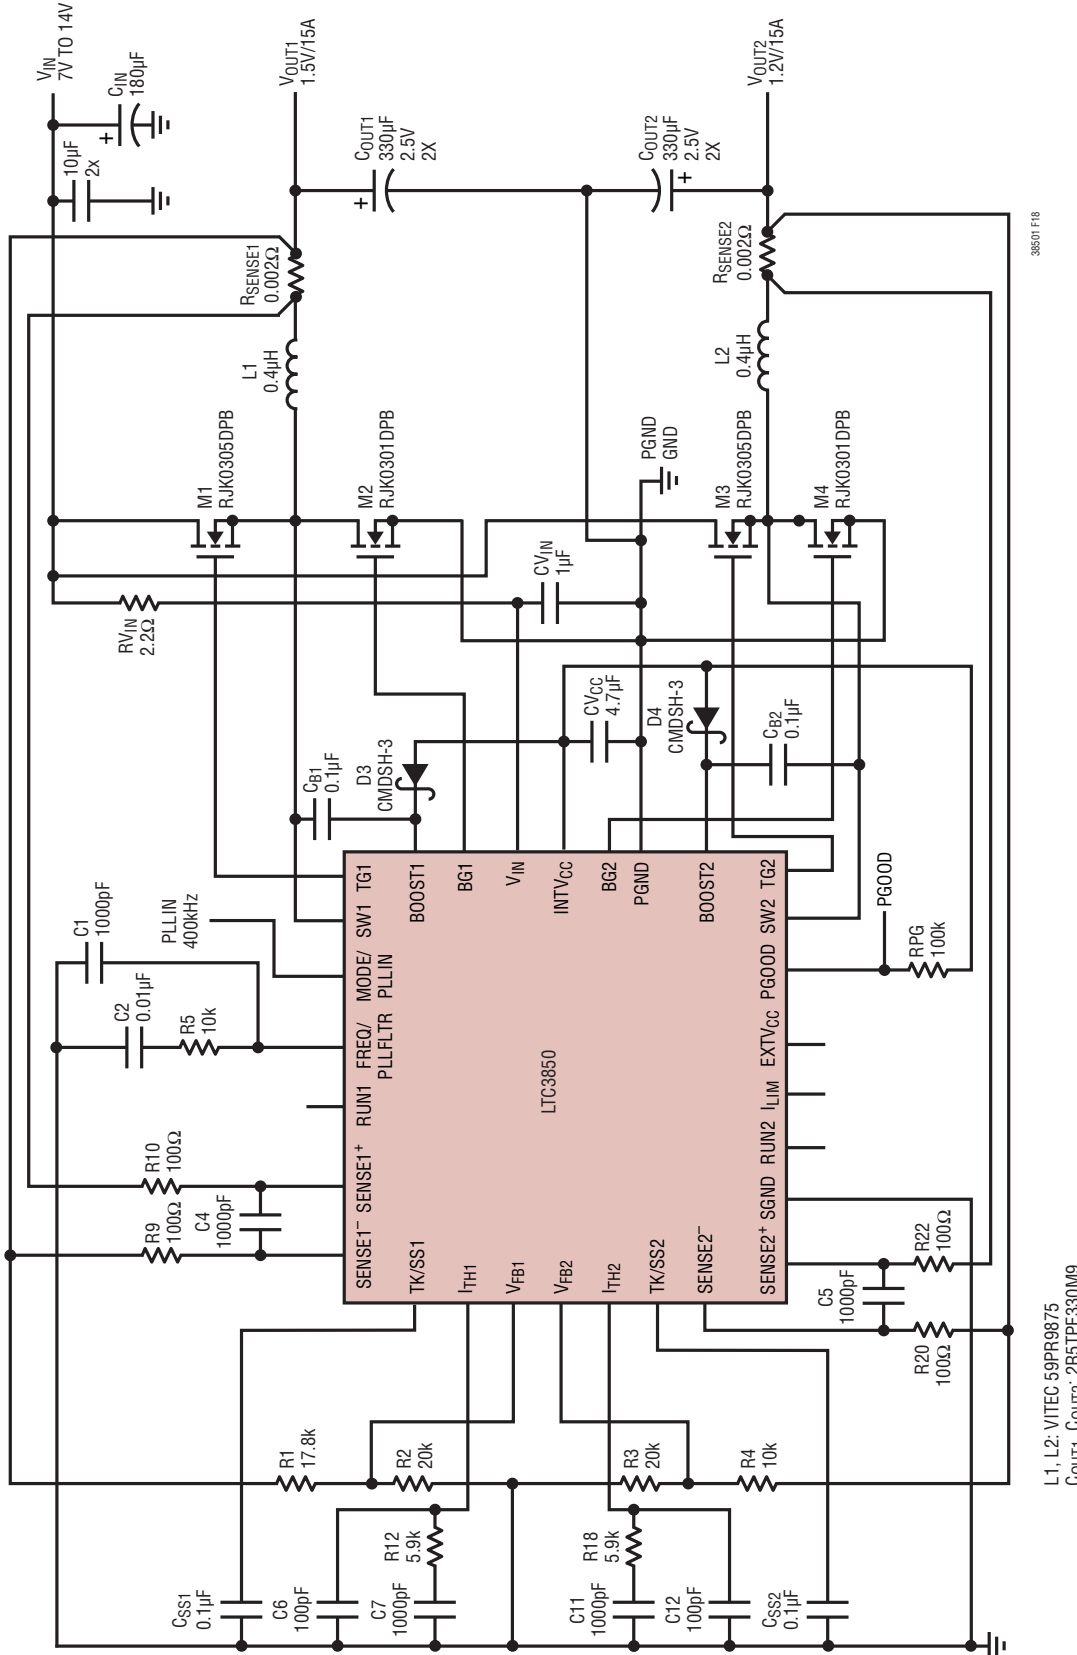 VIN
7V TO 14V
CIN
180µF
+
10µF
2x
VOUT1
1.5V/15A
COUT1
330µF
2.5V
2X
+
COUT2
330µF
2.5V
2X
+
VOUT2
1.2V/15A
RSENSE1
0.002Ω
RSENSE2
0.002Ω
38501 F18
L1
0.4µH
L2
0.4µH
M1
RJK0305DPB
M2
RJK0301DPB
PGND
GND
M3
RJK0305DPB
M4
RJK0301DPB
RVIN
2.2Ω
CVIN
1µF
CVCC
4.7µF
D4
CMDSH-3
CB2
0.1µF
CB1
0.1µF
D3
CMDSH-3
C1
1000pF
PLLIN
400kHz
C2
0.01µF
R5
10k
TG1
SW1
MODE/
PLLIN
FREQ/
PLLFLTR
RUN1
SENSE1+
SENSE1–
BOOST1
BG1
VIN
INTVCC
BG2
PGND
BOOST2
TG2
SW2
PGOOD
EXTVCC
ILIM
RUN2
SGND
SENSE2+
LTC3850
TK/SS1
ITH1
VFB1
VFB2
ITH2
TK/SS2
SENSE2–
PGOOD
RPG
100k
R10
100Ω
R9
100Ω
C4
1000pF
R22
100Ω
C5
1000pF
R20
100Ω
R1
17.8k
R2
20k
R3
20k
R4
10k
R12
5.9k
R18
5.9k
CSS1
0.1µF
C6
100pF
C7
1000pF
C11
1000pF
C12
100pF
CSS2
0.1µF
L1, L2: VITEC 59PR9875
COUT1, COUT2: 2R5TPE330M9